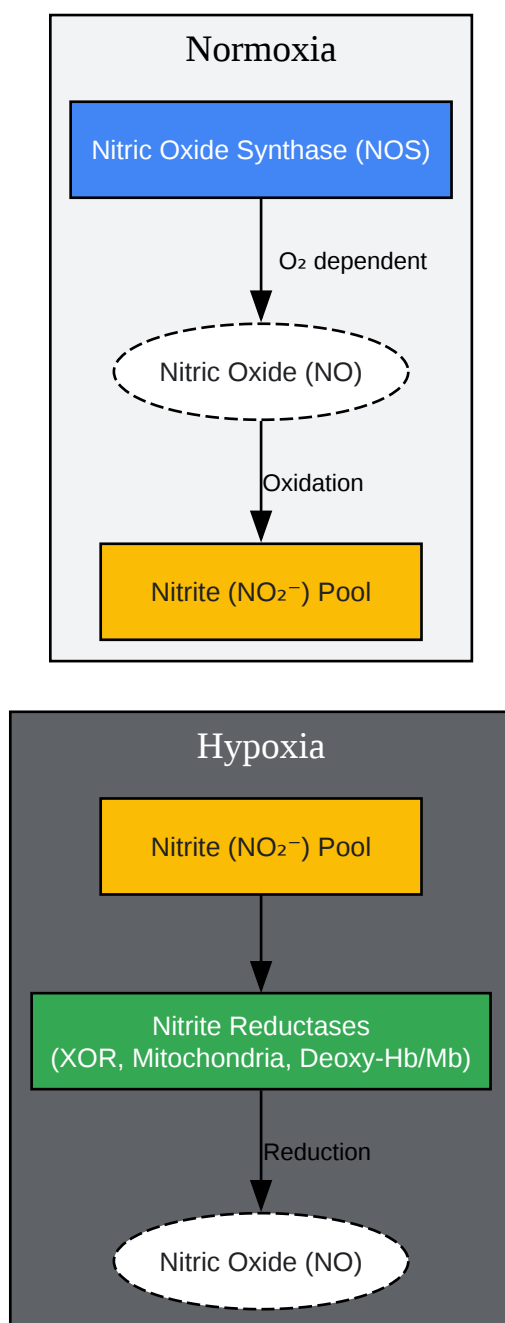 Normoxia
Nitric Oxide Synthase (NOS)
O₂ dependent
Nitric Oxide (NO)
Oxidation
Nitrite (NO₂⁻) Pool
Hypoxia
Nitrite (NO₂⁻) Pool
Nitrite Reductases
(XOR, Mitochondria, Deoxy-Hb/Mb)
Reduction
Nitric Oxide (NO)